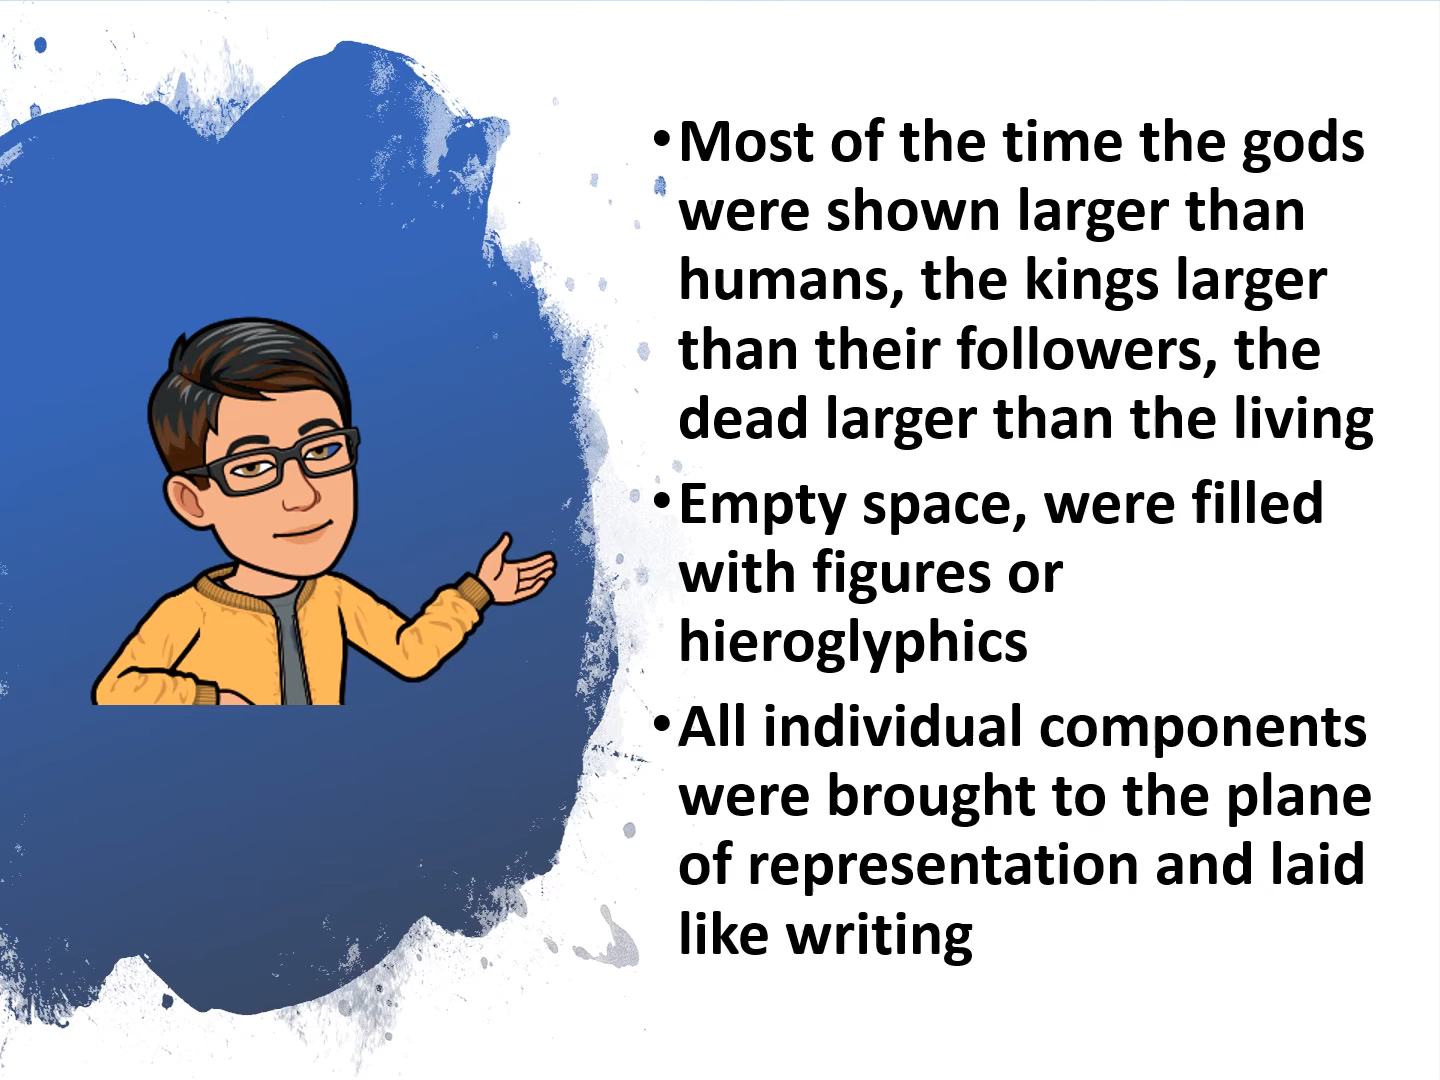 •Most of the time the gods
were shown larger than
humans, the kings larger
than their followers, the
dead larger than the living
•Empty space, were filled
with figures or
hieroglyphics
•All individual components
were brought to the plane
of representation and laid
like writing